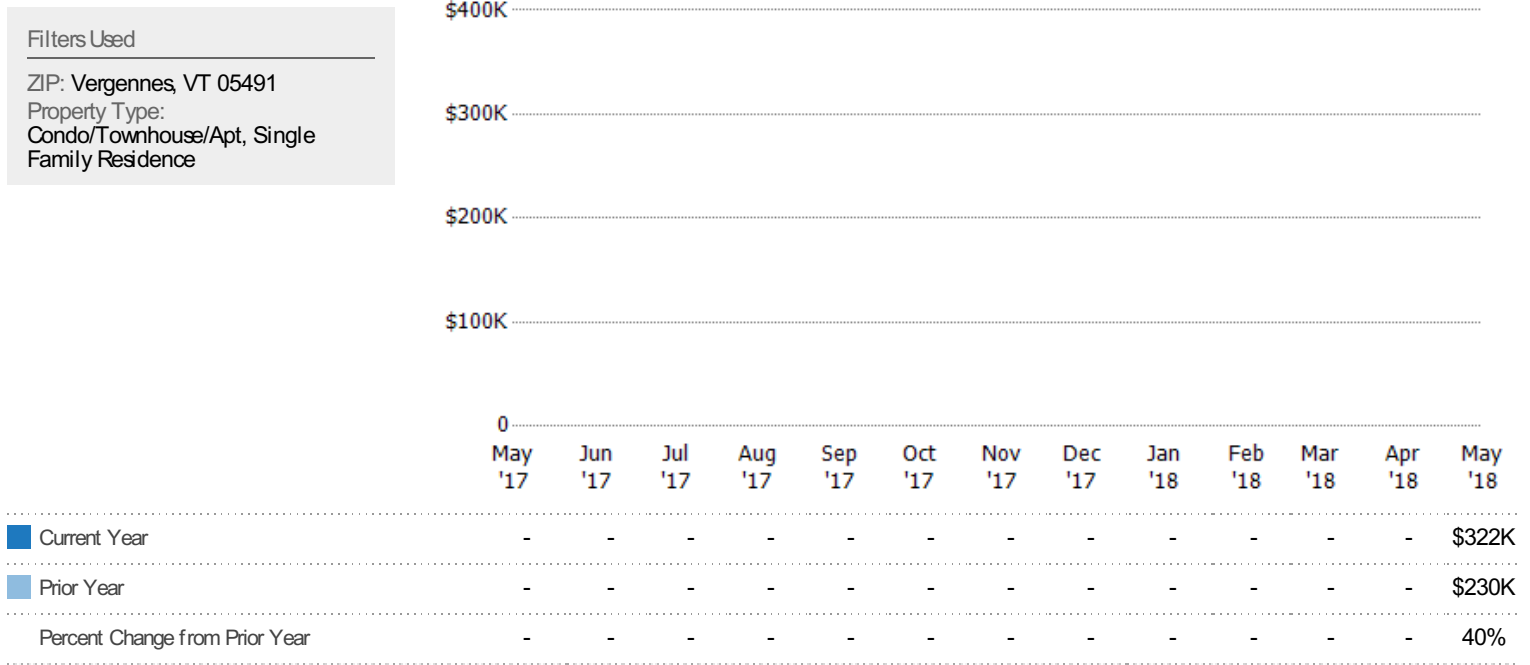 Filters Used
ZIP: Vergennes, VT 05491
Property Type:
Condo/Townhouse/Apt, Single
Family Residence
$400K
$300K
$200K
$100K
0
May Jun Jul Aug Sep Oct Nov Dec Jan Feb Mar Apr May
'17 '17 '17 '17 '17 '17 '17 '17 '18 '18 '18 '18 '18
Current Year - - - - - - - - - - - - $322K
Prior Year - - - - - - - - - - - - $230K
Percent Change from Prior Year - - - - - - - - - - - - 40%